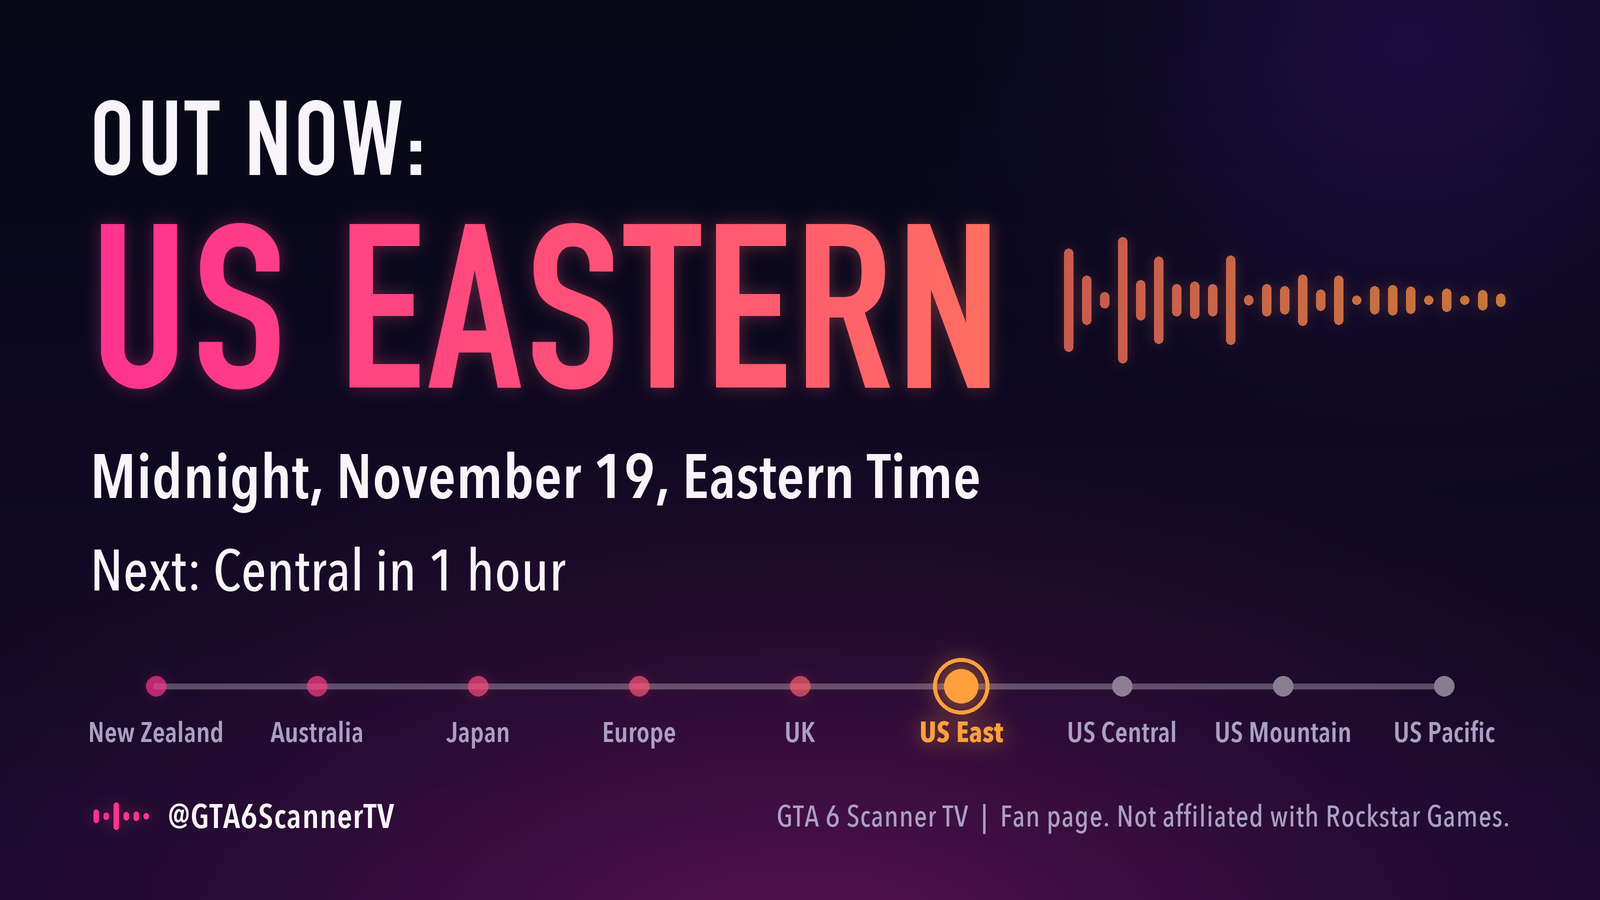 OUT NOW:
US EASTERN
Midnight, November 19, Eastern Time
Next: Central in 1 hour
New Zealand Australia Japan Europe UK US East US Central US Mountain US Pacific
@GTA6ScannerTV
GTA 6 Scanner TV | Fan page. Not affiliated with Rockstar Games.